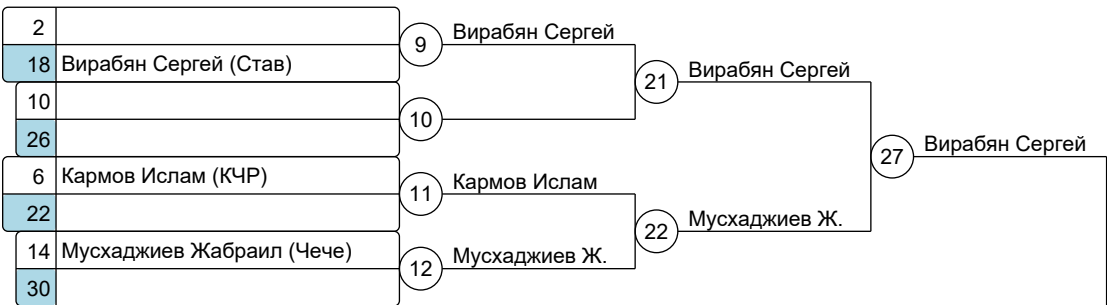 2
Вирабян Сергей
9
18 Вирабян Сергей (Став)
Вирабян Сергей
21
10
10
26
Вирабян Сергей
27
6 Кармов Ислам (КЧР)
Кармов Ислам
11
22
Мусхаджиев Ж.
22
14 Мусхаджиев Жабраил (Чече)
Мусхаджиев Ж.
12
30